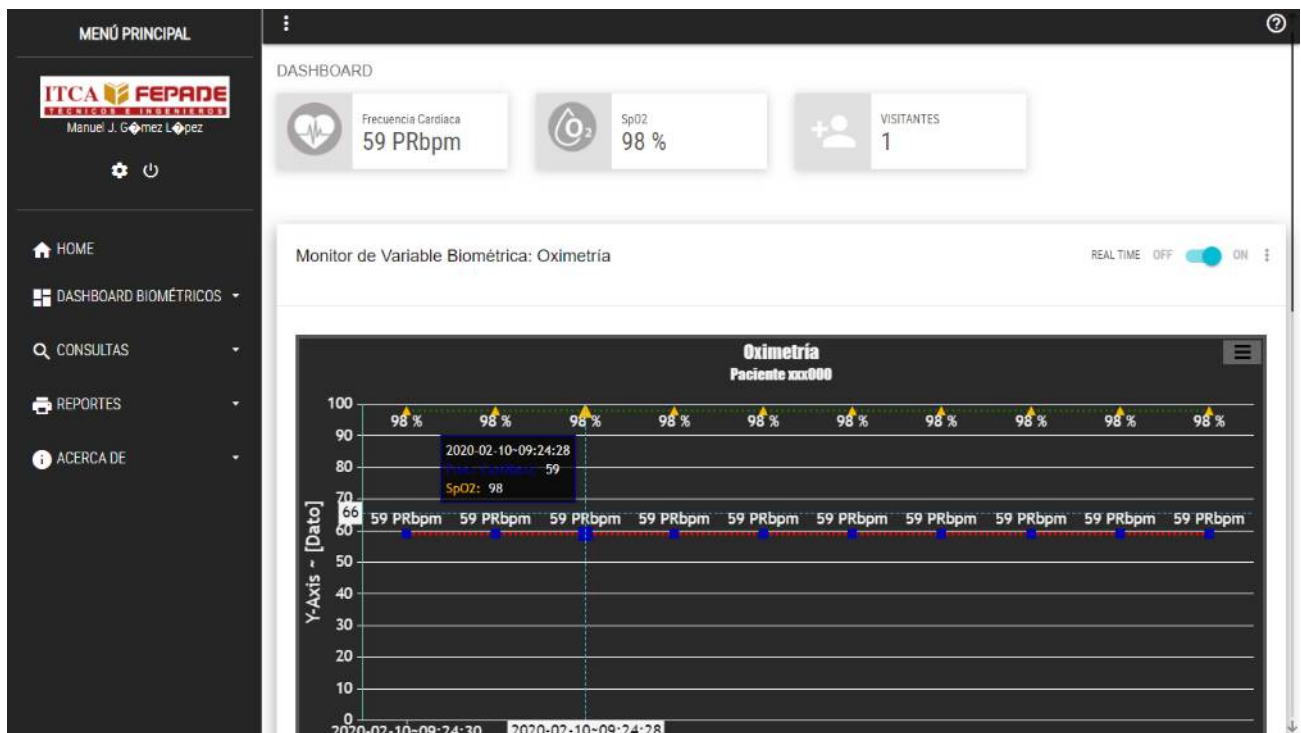 MENÚ PRINCIPAL
ITCA FEPADE
TÉCNICOS E INGENIEROS
Manuel J. G�mez L�pez
HOME
DASHBOARD BIOMÉTRICOS
CONSULTAS
REPORTES
ACERCA DE
DASHBOARD
Frecuencia Cardiaca
59 PRbpm
SpO2
98 %
VISITANTES
1
Monitor de Variable Biométrica: Oximetría
REAL TIME OFF ON
Oximetría
Paciente xxx000
100
98 % 98 % 98 % 98 % 98 % 98 % 98 % 98 % 98 % 98 %
90
2020-02-10~09:24:28
80
59
SpO2: 98
70
66
59 PRbpm 59 PRbpm 59 PRbpm 59 PRbpm 59 PRbpm 59 PRbpm 59 PRbpm 59 PRbpm 59 PRbpm 59 PRbpm
60
50
40
30
20
10
0
Y-Axis ~ [Dato]
2020-02-10~09:24:30 2020-02-10~09:24:28